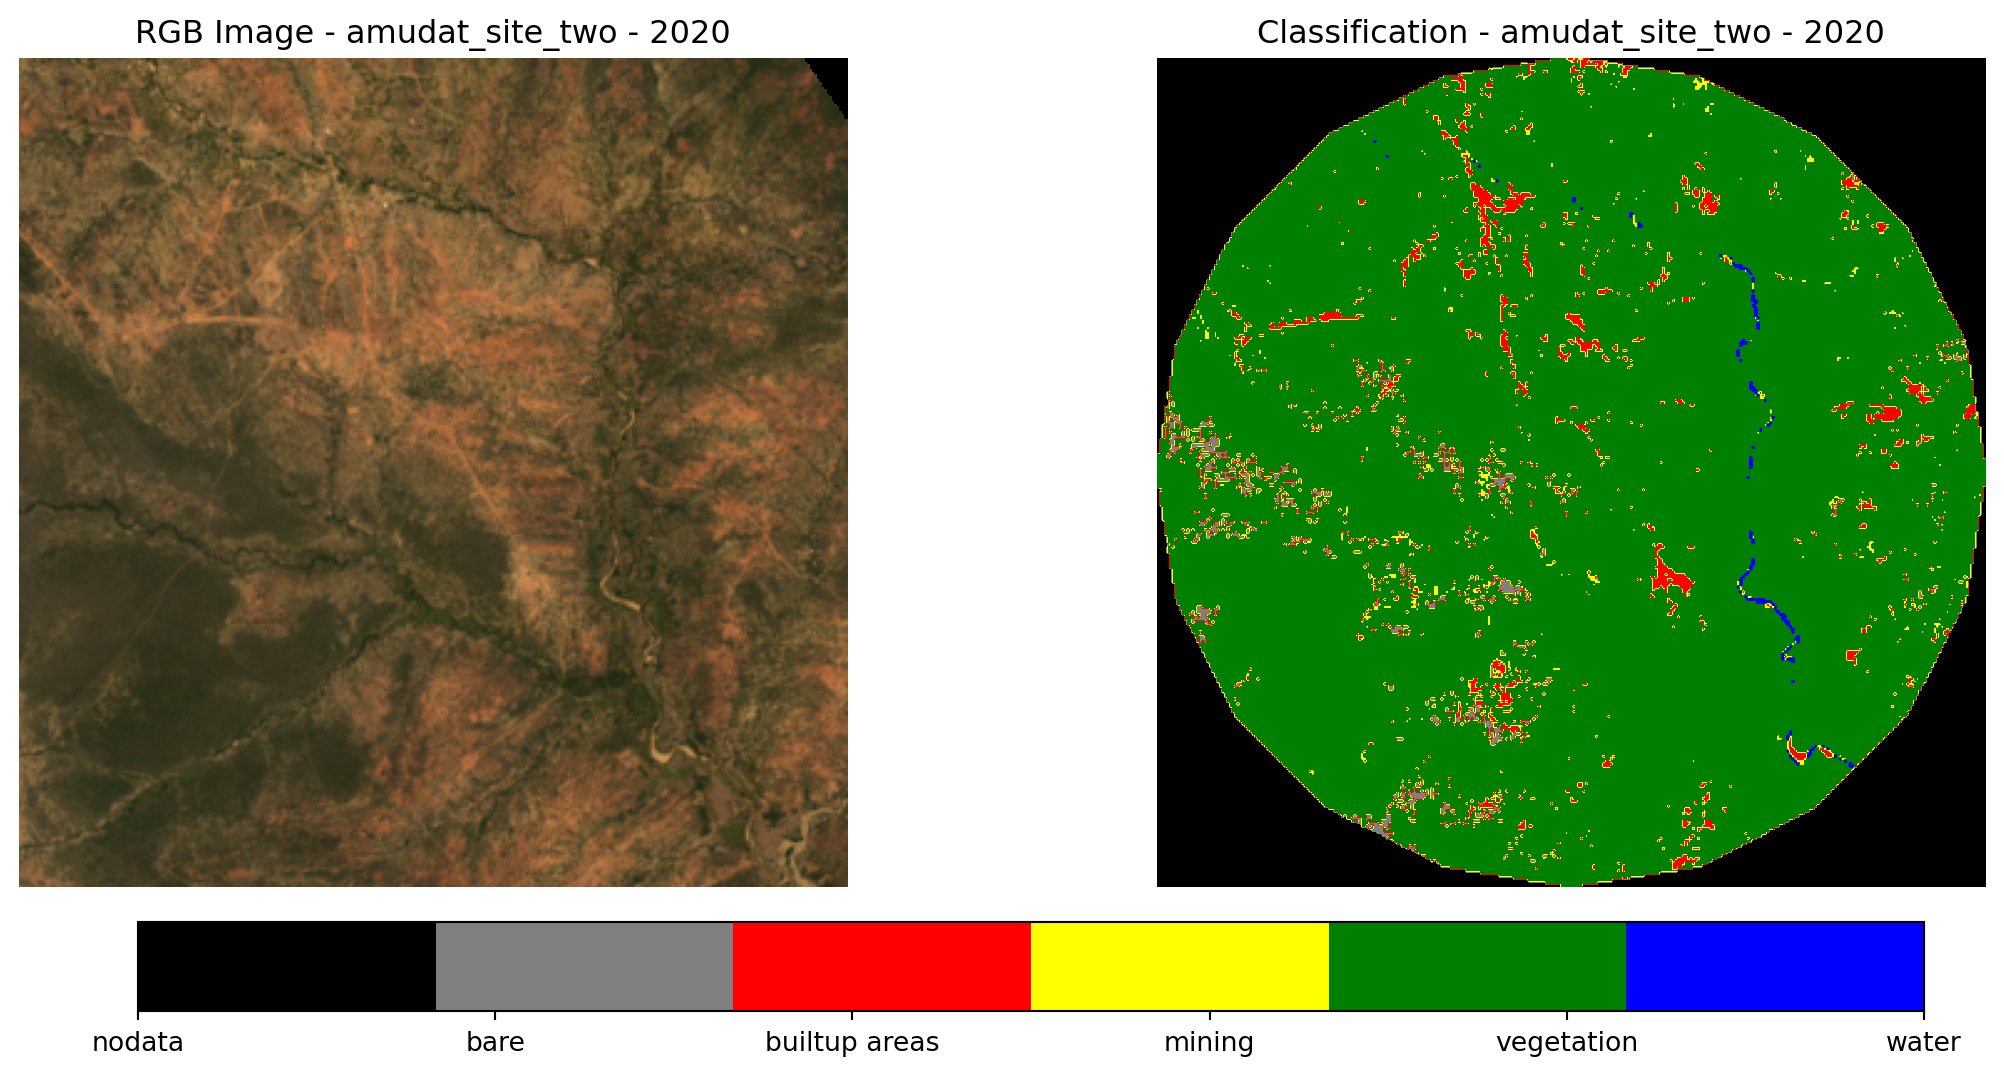 RGB Image - amudat_site_two - 2020
Classification - amudat_site_two - 2020
nodata
bare
builtup areas
mining
vegetation
water